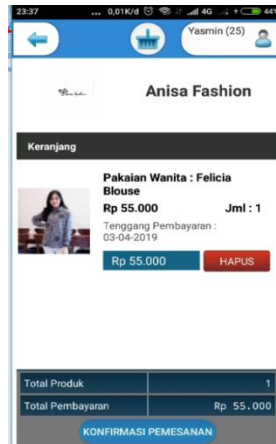 23:37 ... 0,01K/d 4G 44%
Yasmin (25)
Anisa Fashion
Keranjang
Pakaian Wanita : Felicia
Blouse
Rp 55.000 Jml : 1
Tenggang Pembayaran :
03-04-2019
Rp 55.000 HAPUS
Total Produk 1
Total Pembayaran Rp 55.000
KONFIRMASI PEMESANAN